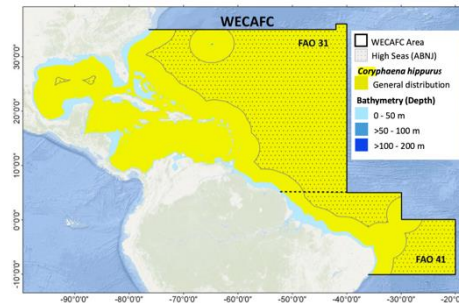 WECAFC
FAO 31
FAO 41
30°0'0"N
20°0'0"N
10°0'0"N
0°0'0"
10°0'0"S
90°0'0"W
80°0'0"W
70°0'0"W
60°0'0"W
50°0'0"W
40°0'0"W
30°0'0"W
20°0'0"W
WECAFC Area
High Seas (ABNJ)
Coryphaena hippurus
General distribution
Bathymetry (Depth)
0 - 50 m
>50 - 100 m
>100 - 200 m